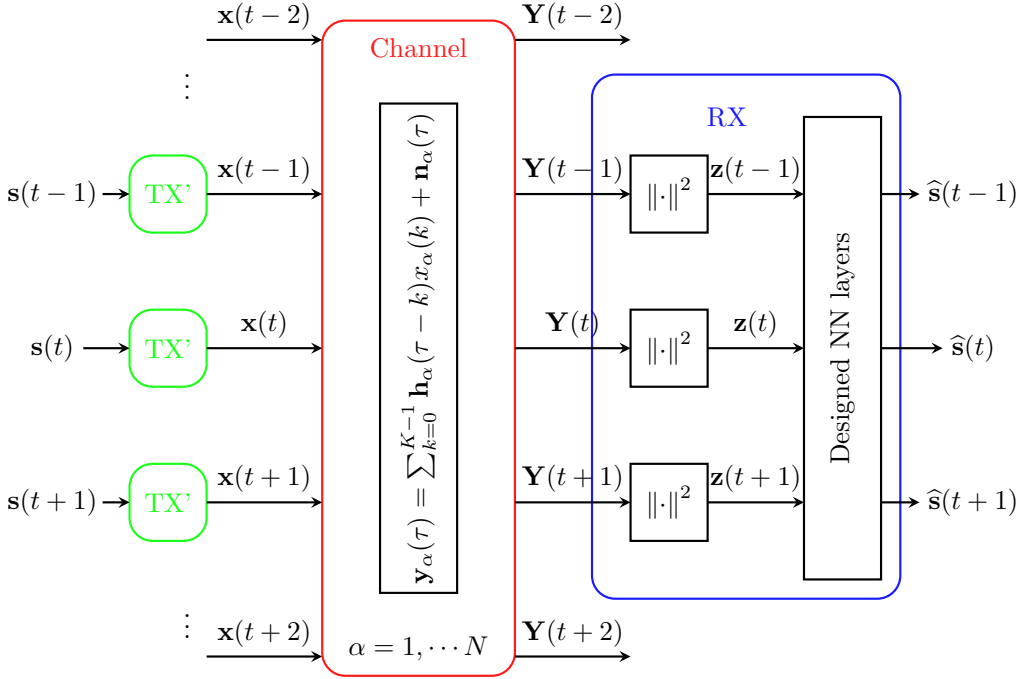 x(t−2)
Y(t−2)
Channel
⋮
RX
s(t−1)
TX'
x(t−1)
Y(t−1)
‖·‖²
z(t−1)
ŝ(t−1)
s(t)
TX'
x(t)
y_α(τ) = ∑_{k=0}^{K−1} h_α(τ − k)x_α(k) + n_α(τ)
Y(t)
‖·‖²
z(t)
Designed NN layers
ŝ(t)
s(t+1)
TX'
x(t+1)
Y(t+1)
‖·‖²
z(t+1)
ŝ(t+1)
⋮
x(t+2)
α = 1, ⋯ N
Y(t+2)